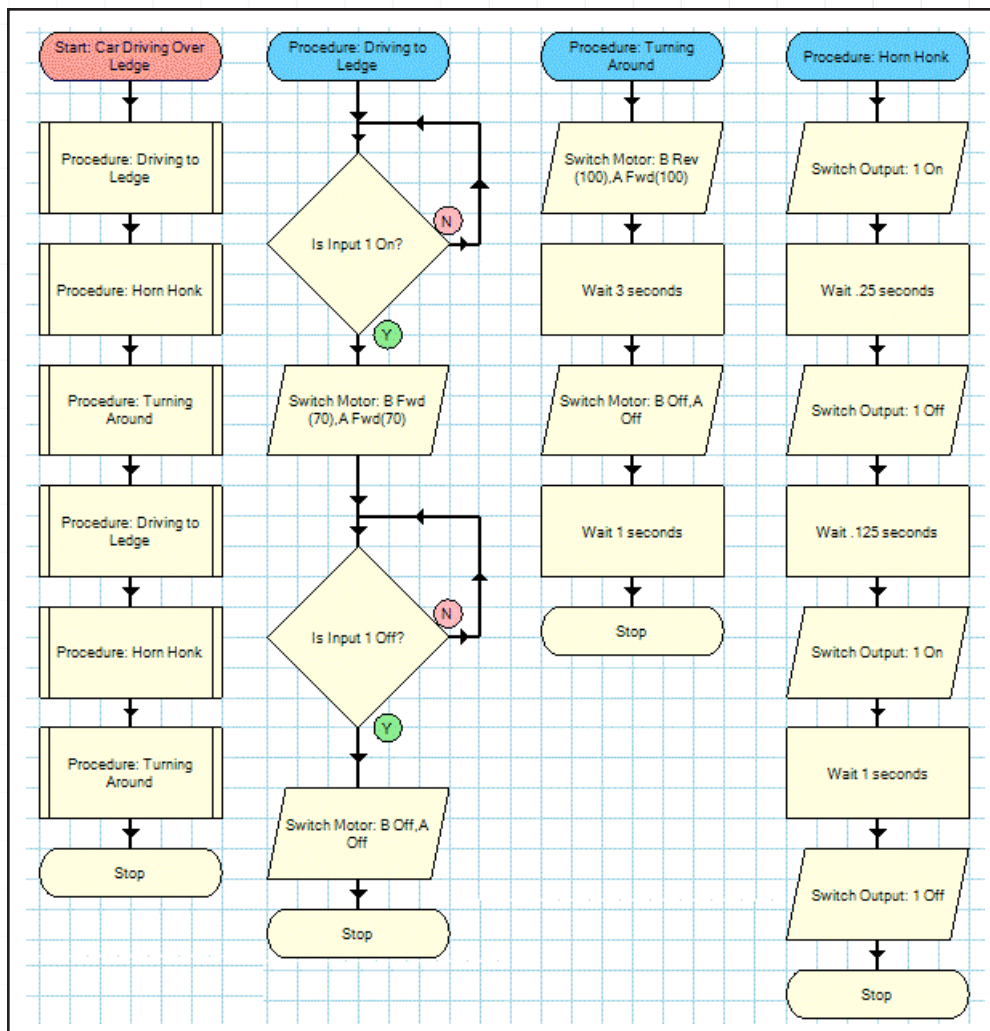 Start: Car Driving Over
Ledge
Procedure: Driving to
Ledge
Procedure: Horn Honk
Procedure: Turning
Around
Procedure: Driving to
Ledge
Procedure: Horn Honk
Procedure: Turning
Around
Stop
Procedure: Driving to
Ledge
Is Input 1 On?
N
Y
Switch Motor: B Fwd
(70),A Fwd(70)
Is Input 1 Off?
N
Y
Switch Motor: B Off,A
Off
Stop
Procedure: Turning
Around
Switch Motor: B Rev
(100),A Fwd(100)
Wait 3 seconds
Switch Motor: B Off,A
Off
Wait 1 seconds
Stop
Procedure: Horn Honk
Switch Output: 1 On
Wait .25 seconds
Switch Output: 1 Off
Wait .125 seconds
Switch Output: 1 On
Wait 1 seconds
Switch Output: 1 Off
Stop